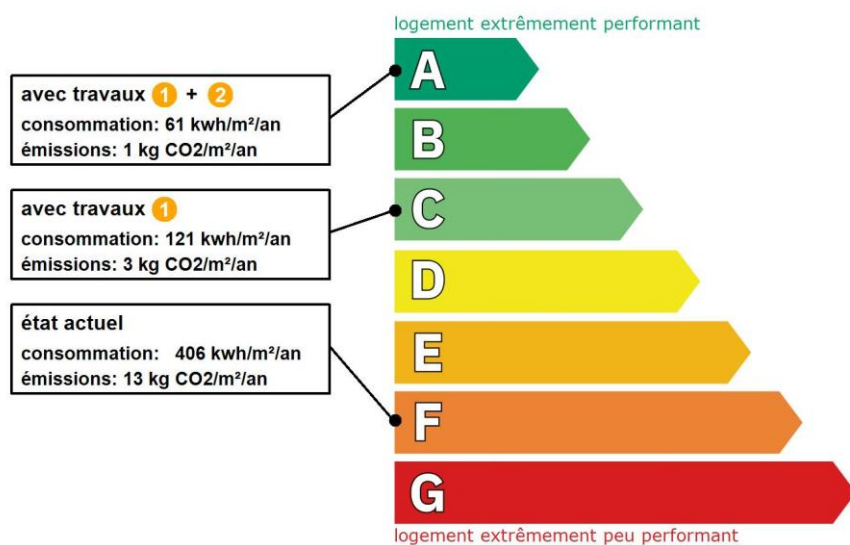 logement extrêmement performant
A
avec travaux 1 + 2
consommation: 61 kwh/m²/an
émissions: 1 kg CO2/m²/an
B
avec travaux 1
consommation: 121 kwh/m²/an
émissions: 3 kg CO2/m²/an
C
D
état actuel
consommation: 406 kwh/m²/an
émissions: 13 kg CO2/m²/an
E
F
G
logement extrêmement peu performant